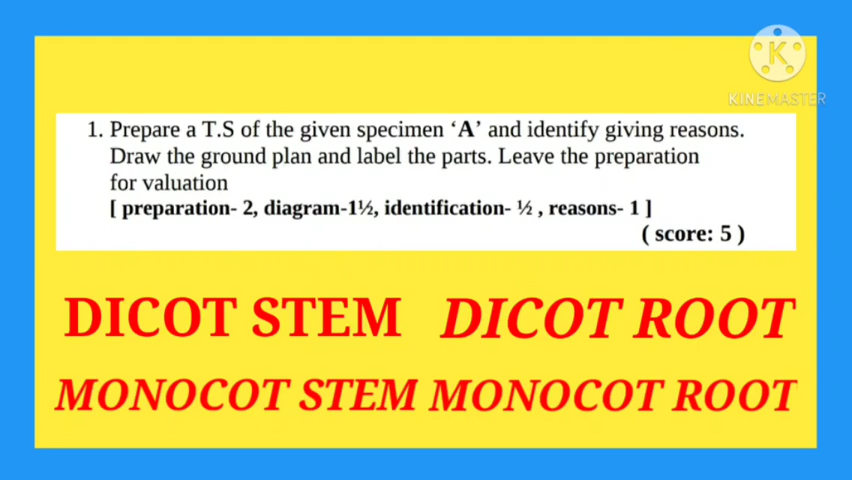 K
KINEMASTER
1. Prepare a T.S of the given specimen ‘A’ and identify giving reasons.
Draw the ground plan and label the parts. Leave the preparation
for valuation
[ preparation- 2, diagram-1½, identification- ½ , reasons- 1 ]
( score: 5 )
DICOT STEM DICOT ROOT
MONOCOT STEM MONOCOT ROOT